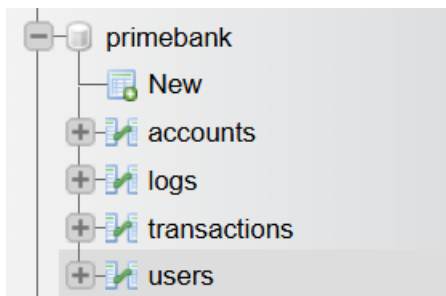 primebank
New
accounts
logs
transactions
users